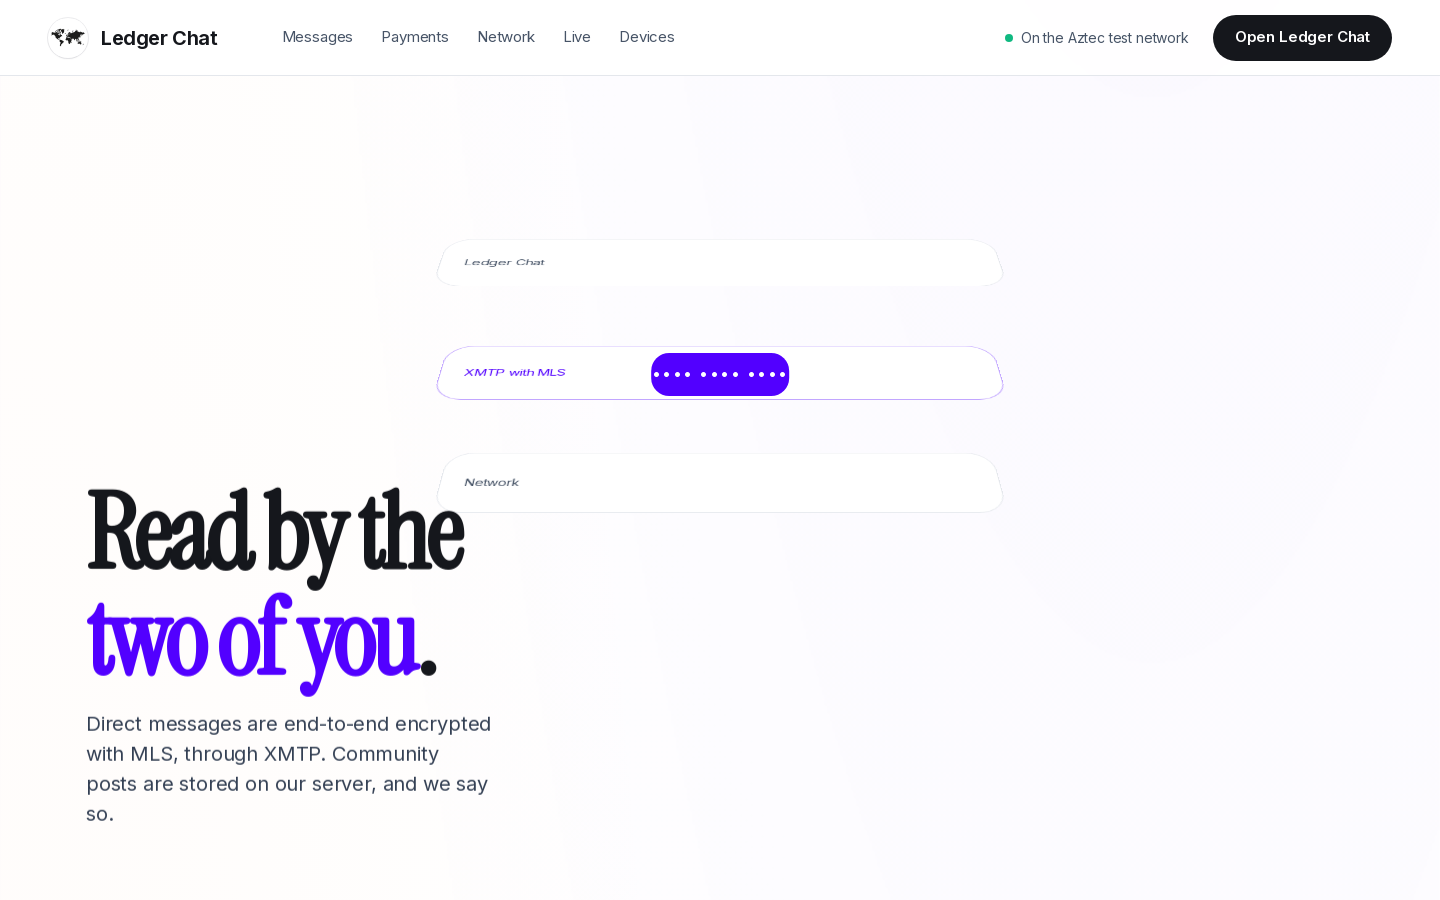 Ledger Chat
Messages
Payments
Network
Live
Devices
On the Aztec test network
Open Ledger Chat
Ledger Chat
XMTP with MLS
Network
Read by the
two of you.
Direct messages are end-to-end encrypted
with MLS, through XMTP. Community
posts are stored on our server, and we say
so.